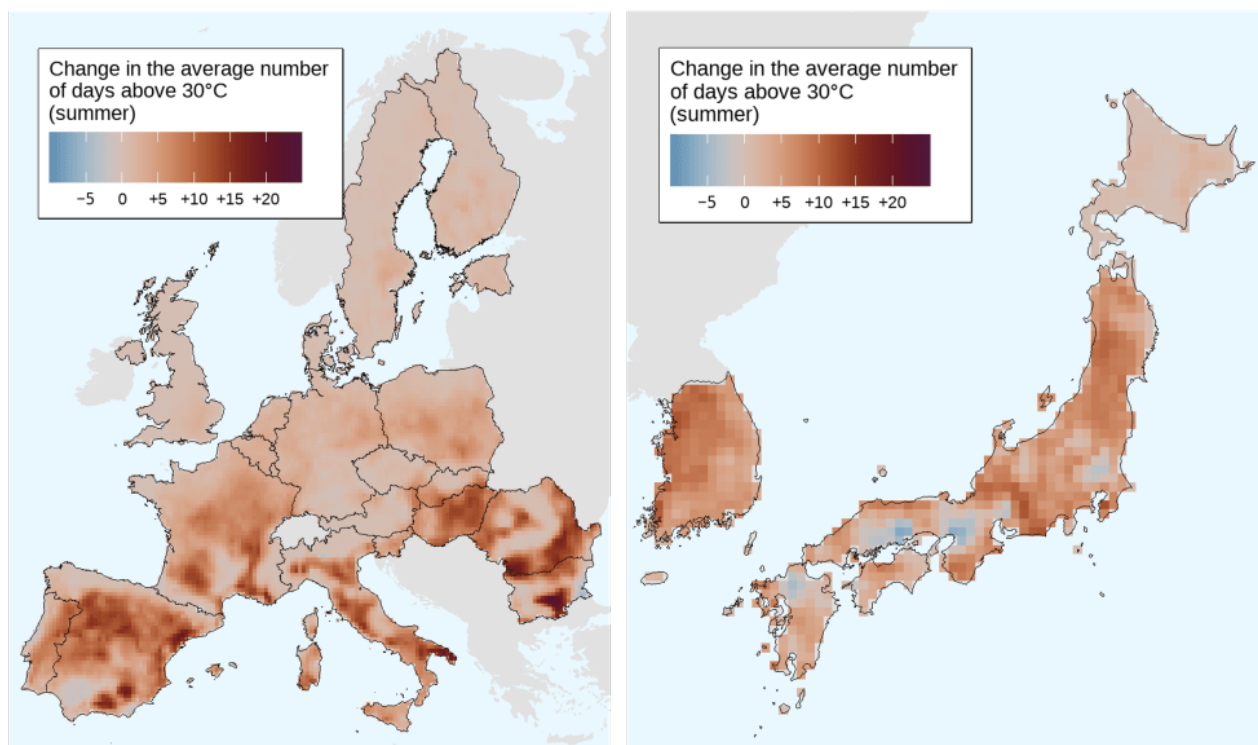 Change in the average number
of days above 30°C
(summer)
−5 0 +5 +10 +15 +20
Change in the average number
of days above 30°C
(summer)
−5 0 +5 +10 +15 +20